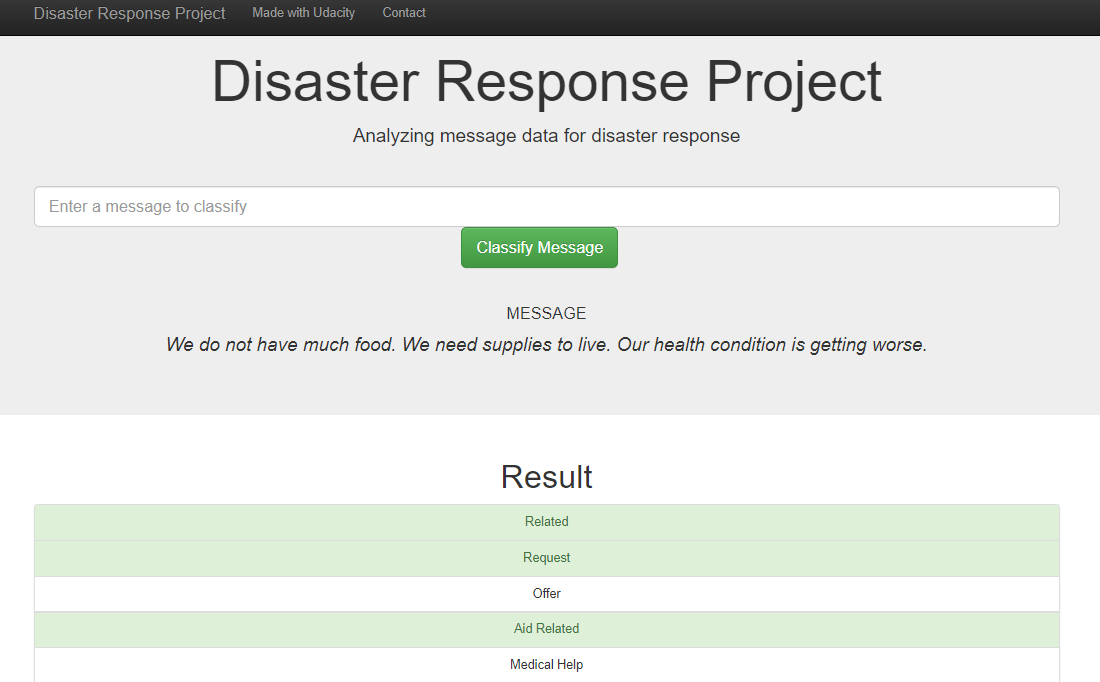 Disaster Response Project Made with Udacity Contact
Disaster Response Project
Analyzing message data for disaster response
Enter a message to classify
Classify Message
MESSAGE
We do not have much food. We need supplies to live. Our health condition is getting worse.
Result
Related
Request
Offer
Aid Related
Medical Help